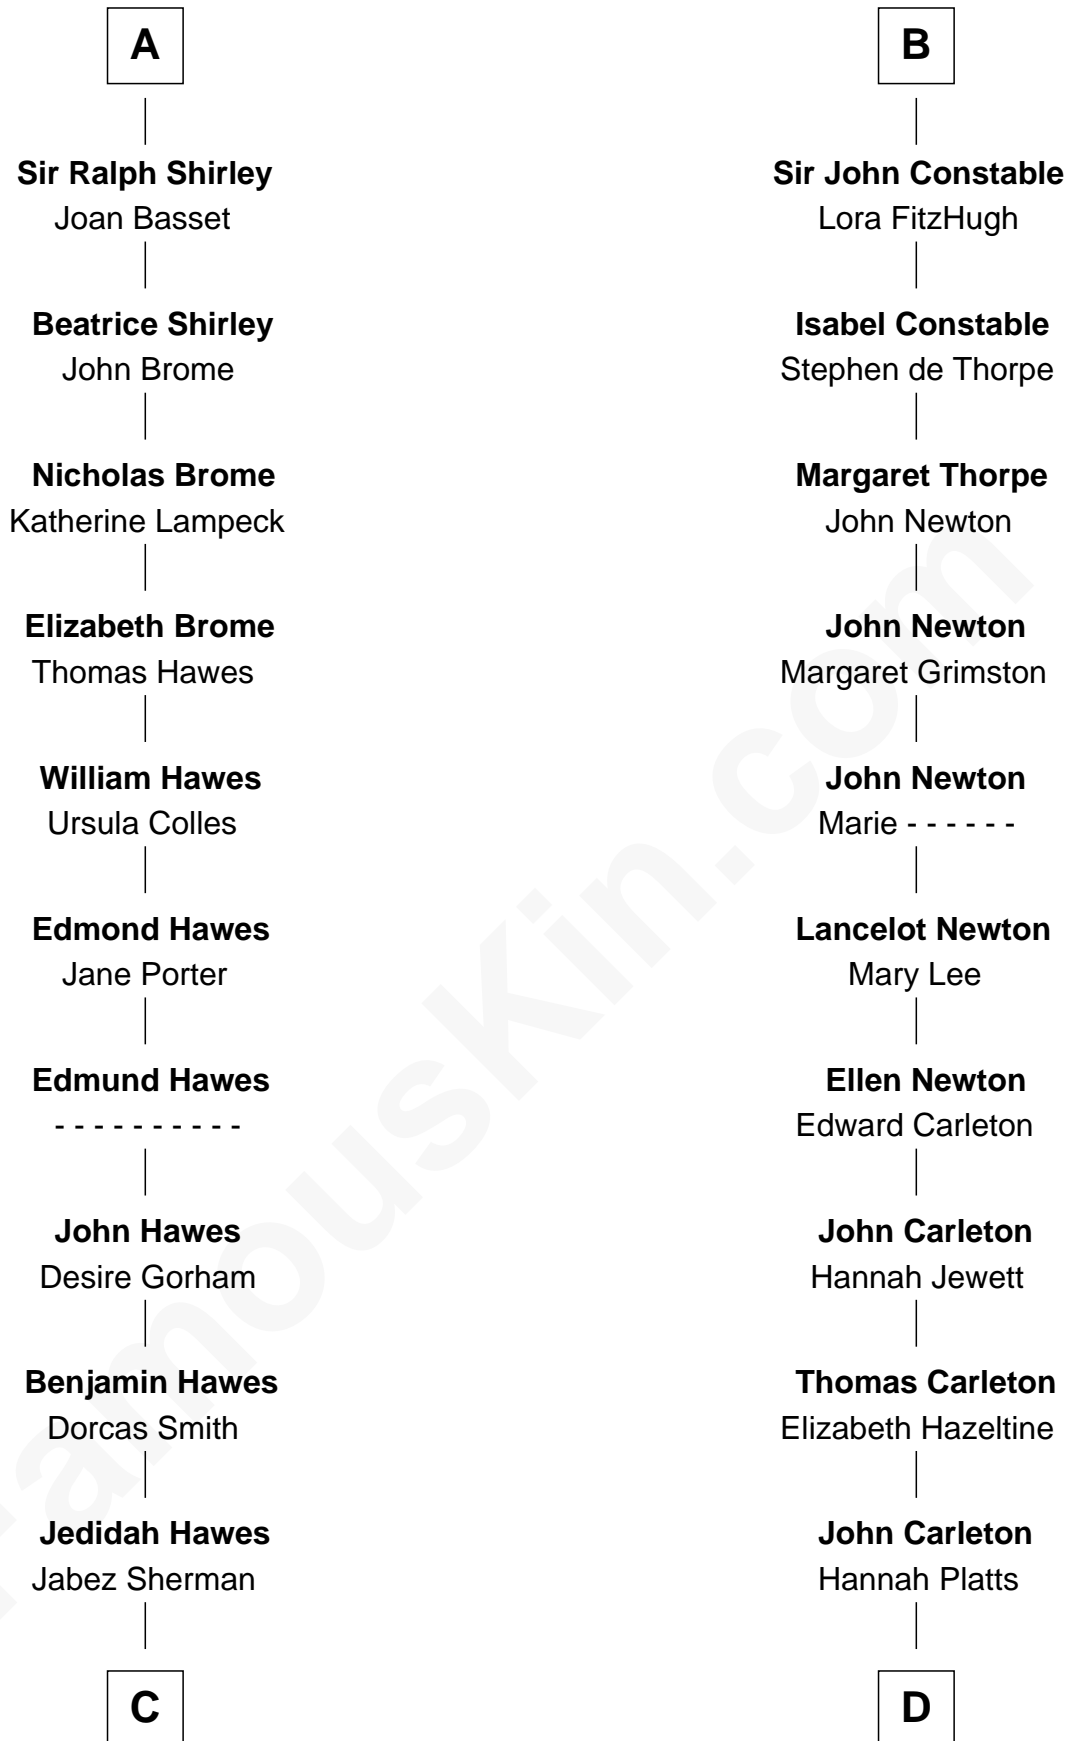 A
Sir Ralph Shirley
Joan Basset
Beatrice Shirley
John Brome
Nicholas Brome
Katherine Lampeck
Elizabeth Brome
Thomas Hawes
William Hawes
Ursula Colles
Edmond Hawes
Jane Porter
Edmund Hawes
- - - - - - - - - -
John Hawes
Desire Gorham
Benjamin Hawes
Dorcas Smith
Jedidah Hawes
Jabez Sherman
C
B
Sir John Constable
Lora FitzHugh
Isabel Constable
Stephen de Thorpe
Margaret Thorpe
John Newton
John Newton
Margaret Grimston
John Newton
Marie - - - - - -
Lancelot Newton
Mary Lee
Ellen Newton
Edward Carleton
John Carleton
Hannah Jewett
Thomas Carleton
Elizabeth Hazeltine
John Carleton
Hannah Platts
D
FamousKin.com